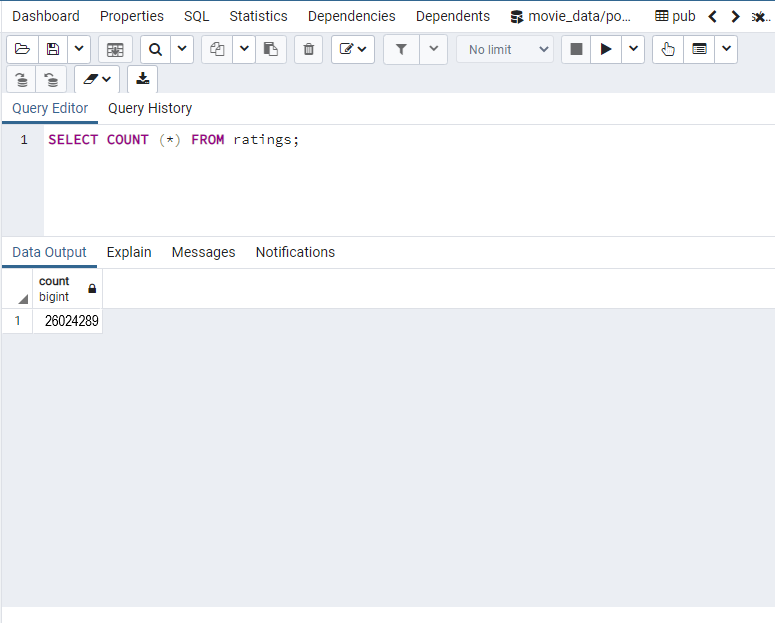 Dashboard Properties SQL Statistics Dependencies Dependents movie_data/po... pub
No limit
Query Editor Query History
1 SELECT COUNT (*) FROM ratings;
Data Output Explain Messages Notifications
count
bigint
1 26024289